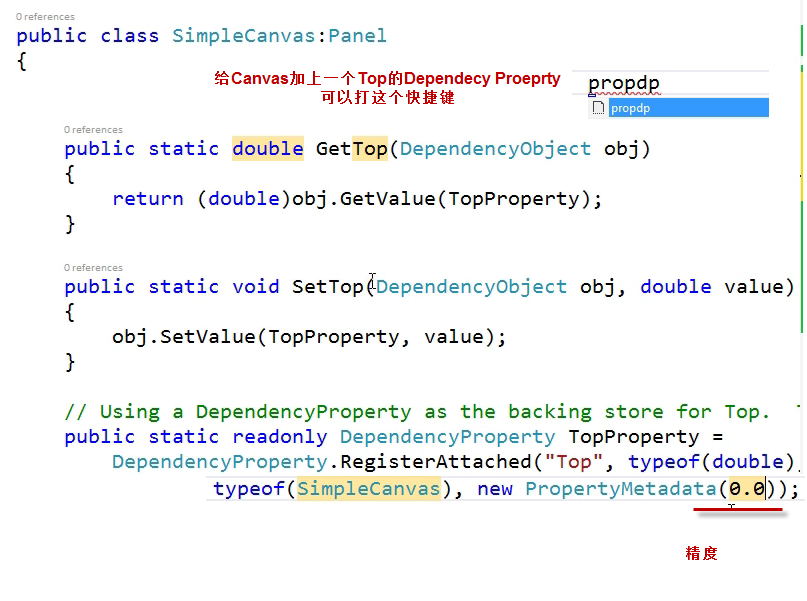 0 references
public class SimpleCanvas:Panel
{
给Canvas加上一个Top的Dependecy Proeprty
可以打这个快捷键
propdp
propdp
0 references
public static double GetTop(DependencyObject obj)
{
return (double)obj.GetValue(TopProperty);
}
0 references
public static void SetTop(DependencyObject obj, double value)
{
obj.SetValue(TopProperty, value);
}
// Using a DependencyProperty as the backing store for Top.
public static readonly DependencyProperty TopProperty =
DependencyProperty.RegisterAttached("Top", typeof(double),
typeof(SimpleCanvas), new PropertyMetadata(0.0));
精度